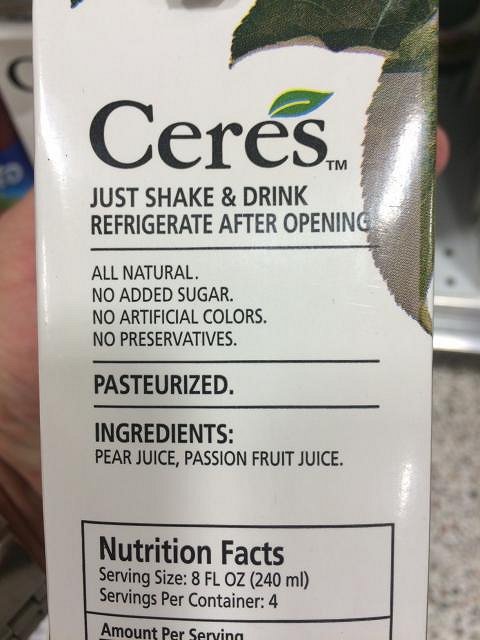 Ceres™
JUST SHAKE & DRINK
REFRIGERATE AFTER OPENING
ALL NATURAL.
NO ADDED SUGAR.
NO ARTIFICIAL COLORS.
NO PRESERVATIVES.
PASTEURIZED.
INGREDIENTS:
PEAR JUICE, PASSION FRUIT JUICE.
Nutrition Facts
Serving Size: 8 FL OZ (240 ml)
Servings Per Container: 4
Amount Per Serving